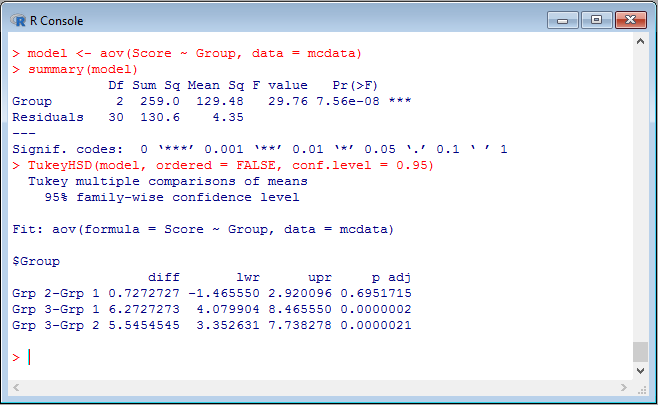 R Console
> model <- aov(Score ~ Group, data = mcdata)
> summary(model)
            Df Sum Sq Mean Sq F value   Pr(>F)
Group        2  259.0  129.48   29.76 7.56e-08 ***
Residuals   30  130.6    4.35
---
Signif. codes:  0 ‘***’ 0.001 ‘**’ 0.01 ‘*’ 0.05 ‘.’ 0.1 ‘ ’ 1
> TukeyHSD(model, ordered = FALSE, conf.level = 0.95)
  Tukey multiple comparisons of means
    95% family-wise confidence level
Fit: aov(formula = Score ~ Group, data = mcdata)
$Group
                 diff       lwr      upr     p adj
Grp 2-Grp 1 0.7272727 -1.465550 2.920096 0.6951715
Grp 3-Grp 1 6.2727273  4.079904 8.465550 0.0000002
Grp 3-Grp 2 5.5454545  3.352631 7.738278 0.0000021
>